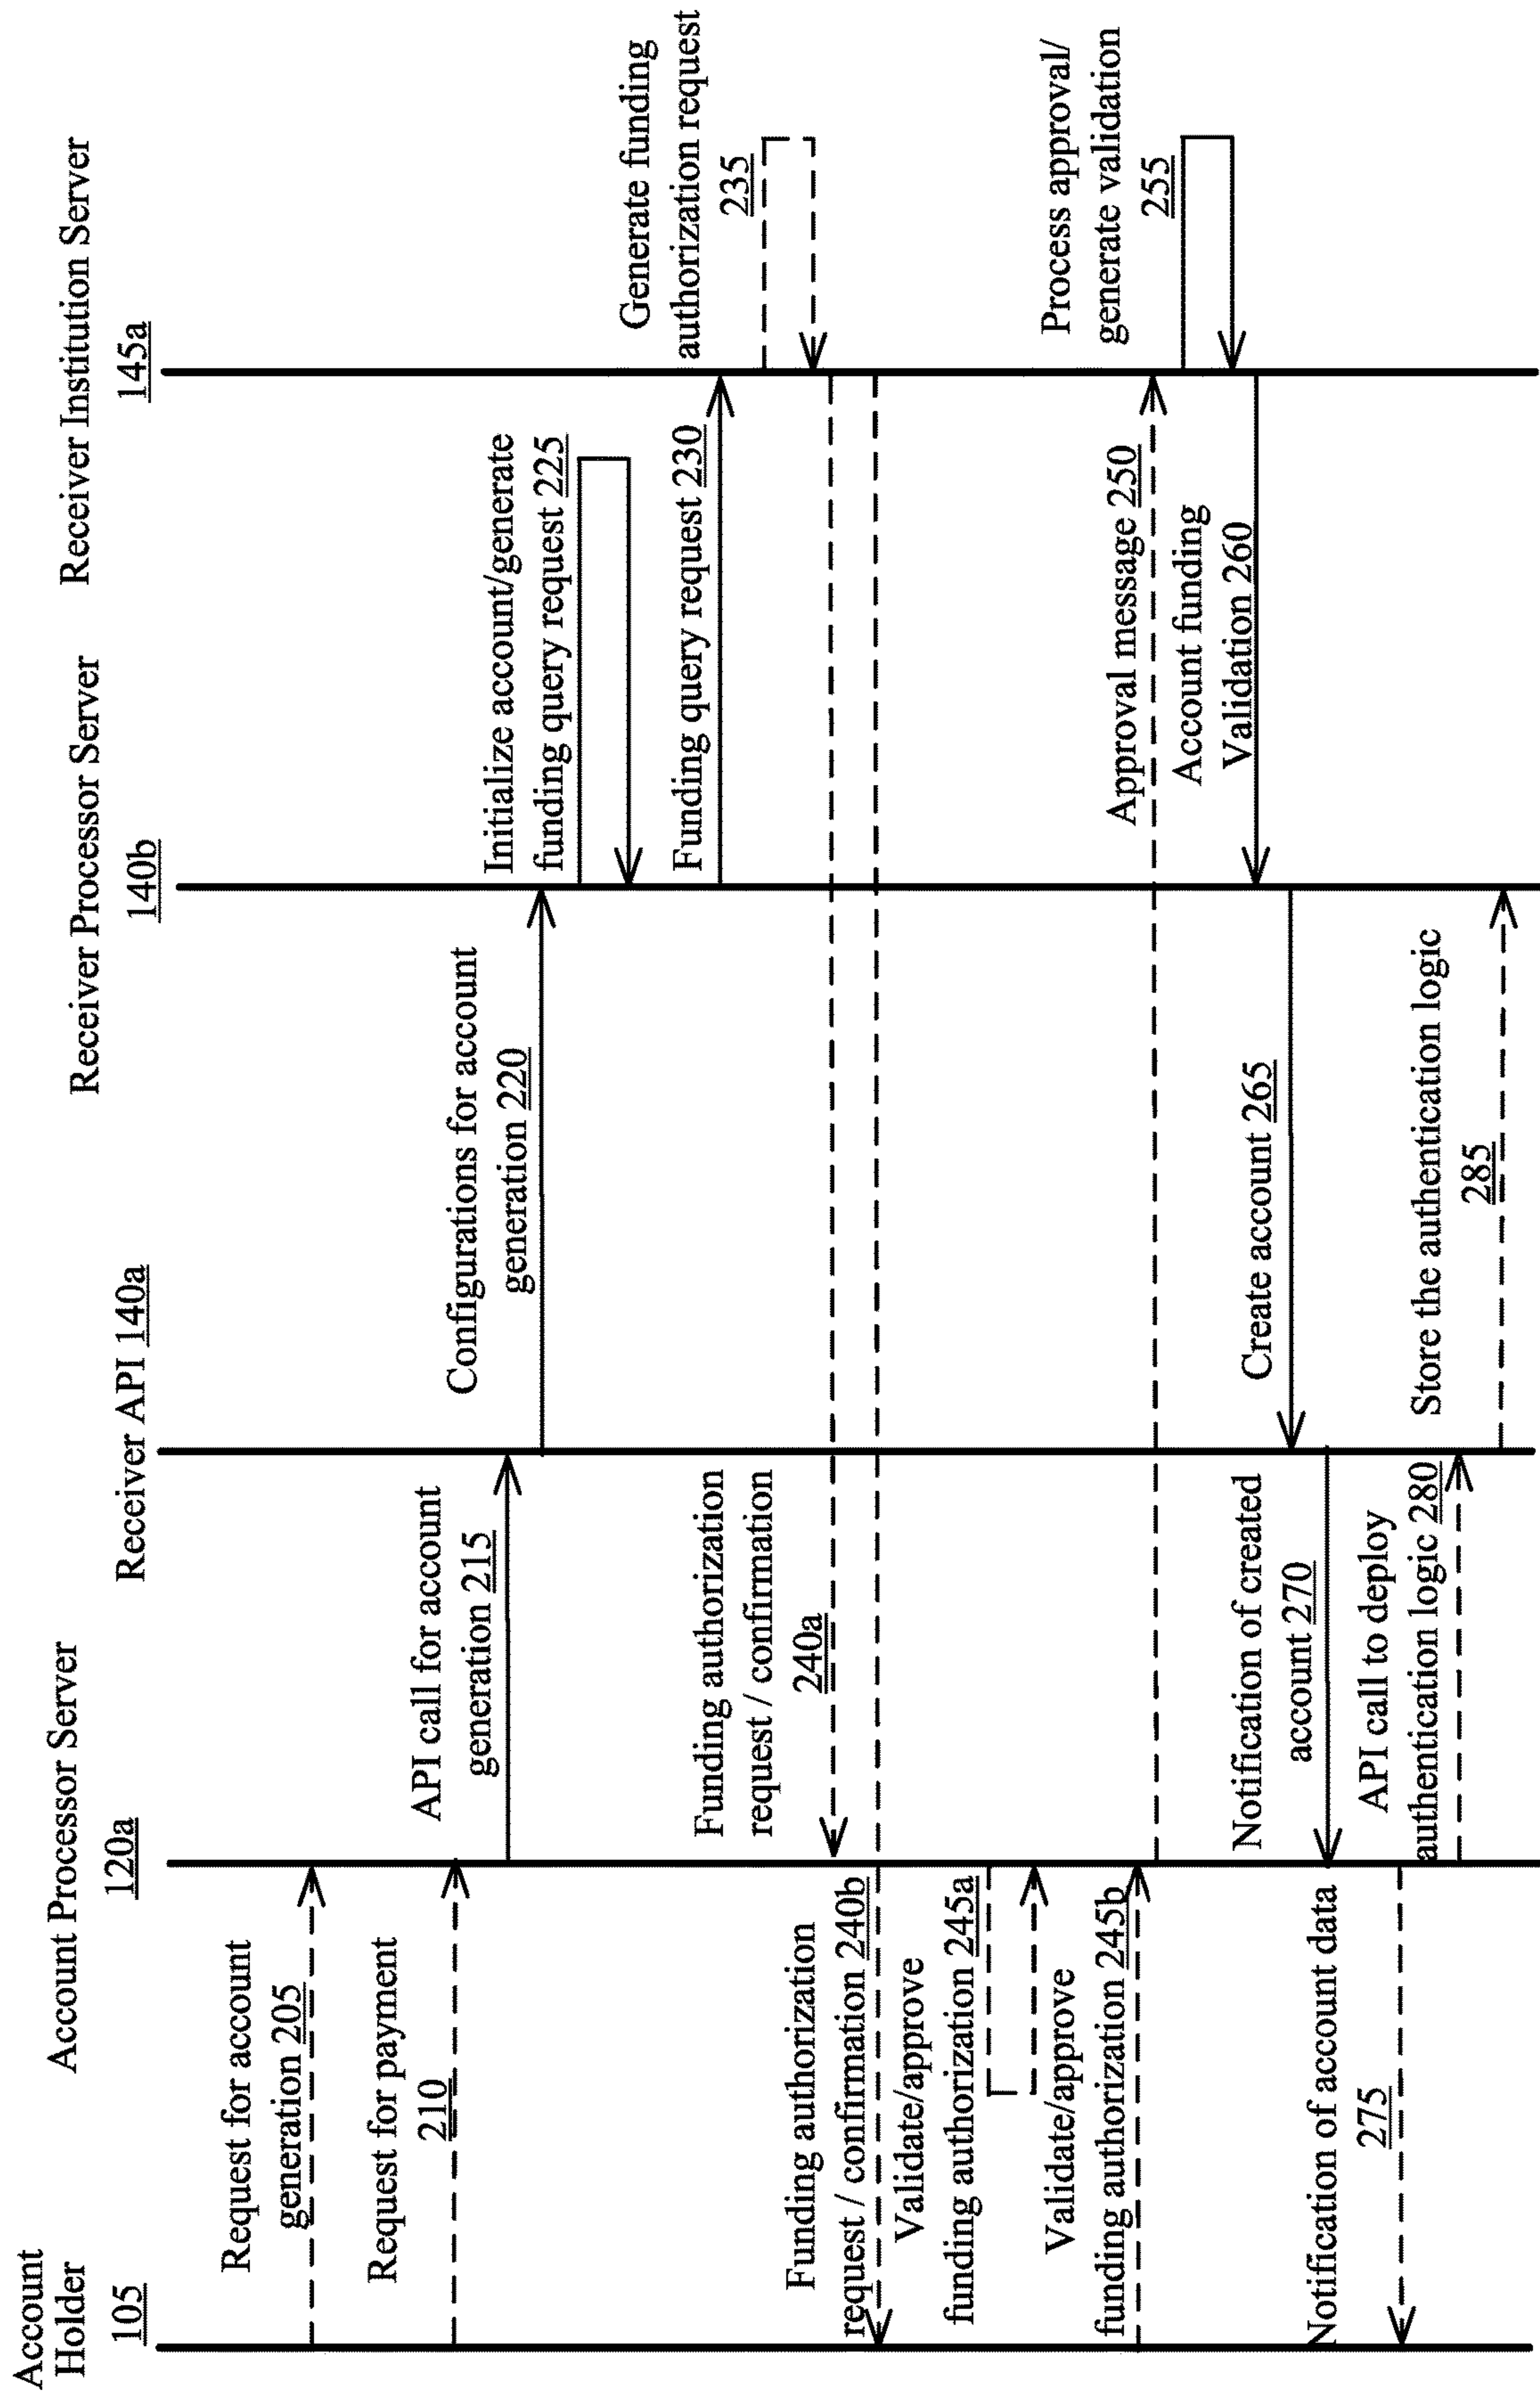 Account
Holder
105
Account Processor Server
120a
Receiver API 140a
Receiver Processor Server
140b
Receiver Institution Server
145a
Request for account
generation 205
Request for payment
210
API call for account
generation 215
Configurations for account
generation 220
Initialize account/generate
funding query request 225
Funding query request 230
Generate funding
authorization request
235
Funding authorization
request / confirmation
240a
Funding authorization
request / confirmation 240b
Validate/approve
funding authorization 245a
Validate/approve
funding authorization 245b
Approval message 250
Process approval/
generate validation
255
Account funding
Validation 260
Create account 265
Notification of created
account 270
Notification of account data
275
API call to deploy
authentication logic 280
Store the authentication logic
285